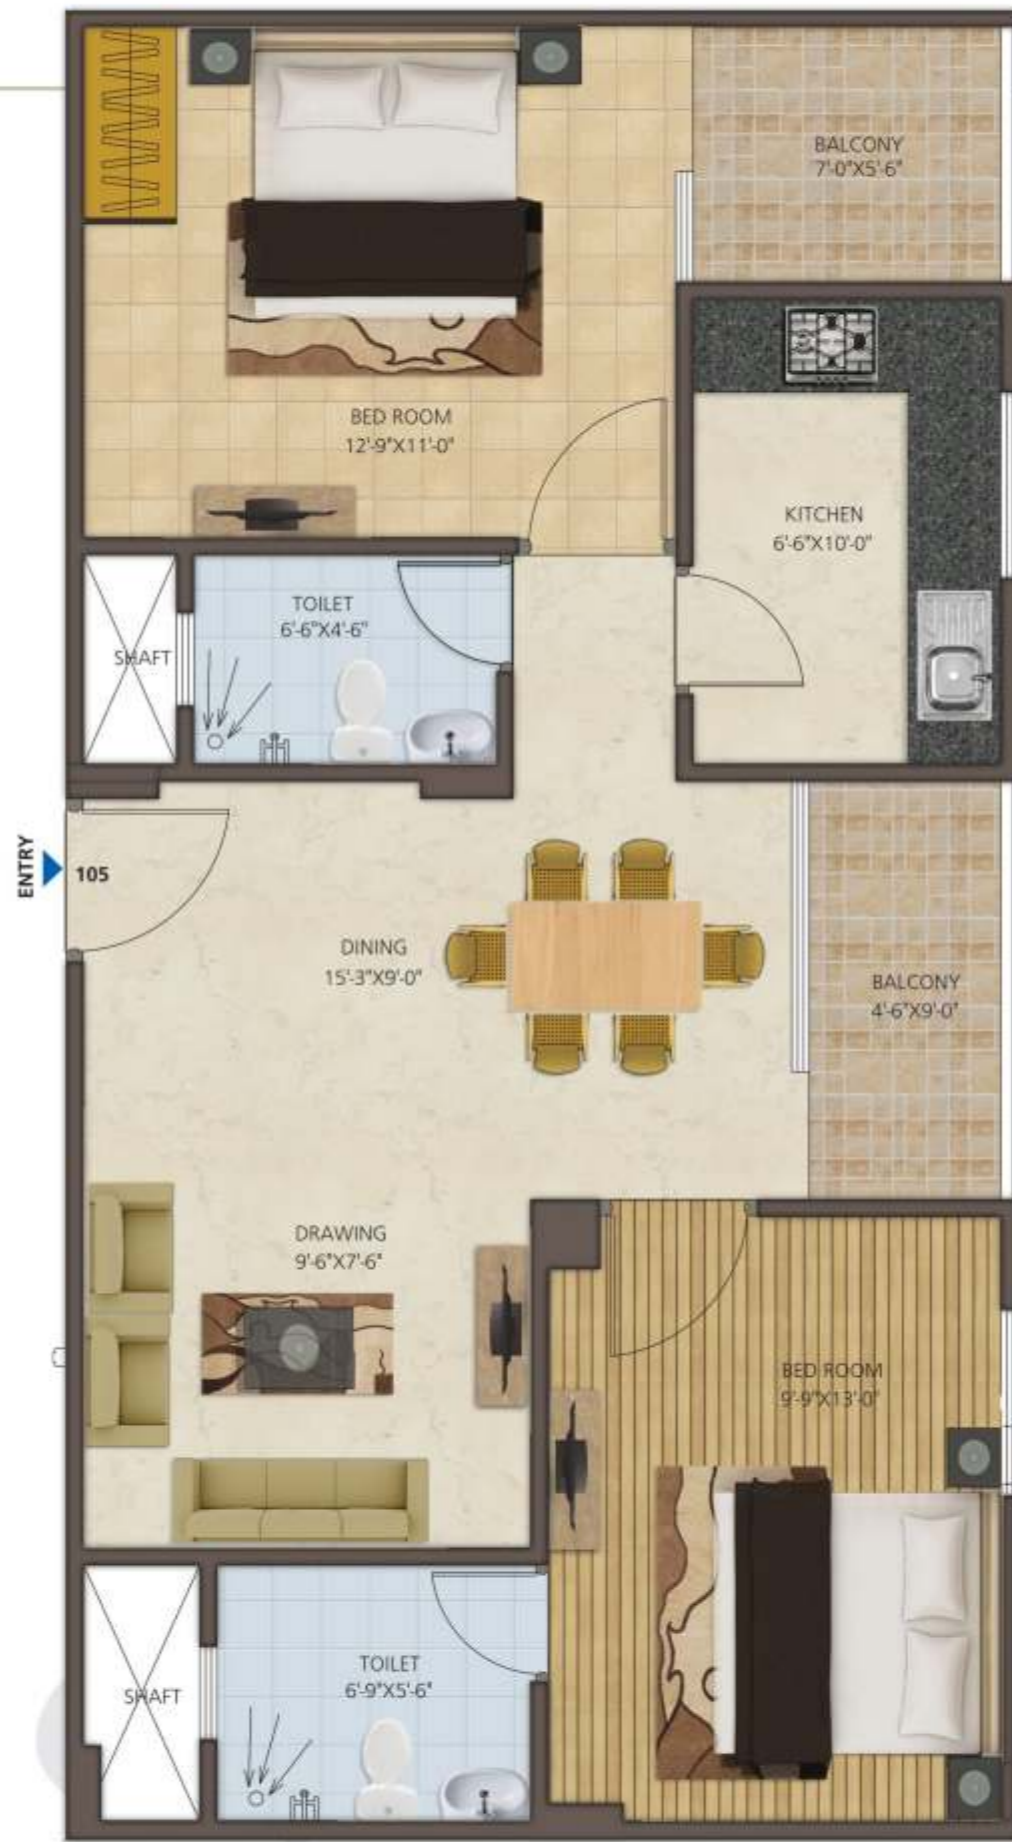 BALCONY
7'-0"X5'-6"
BED ROOM
12'-9"X11'-0"
KITCHEN
6'-6"X10'-0"
TOILET
6'-6"X4'-6"
SHAFT
ENTRY
105
DINING
15'-3"X9'-0"
BALCONY
4'-6"X9'-0"
DRAWING
9'-6"X7'-6"
BED ROOM
9'-9"X13'-0"
TOILET
6'-9"X5'-6"
SHAFT